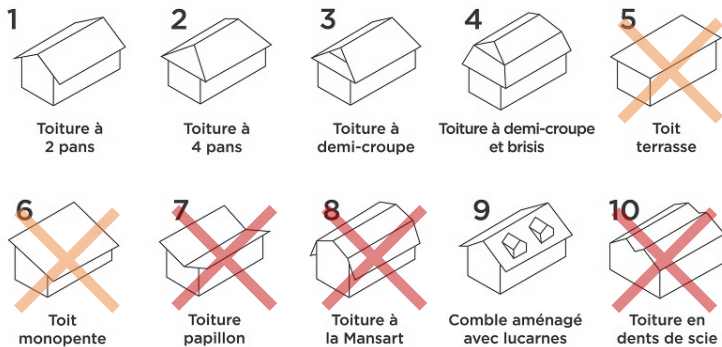 1
Toiture à
2 pans
2
Toiture à
4 pans
3
Toiture à
demi-croupe
4
Toiture à demi-croupe
et brisis
5
Toit
terrasse
6
Toit
monopente
7
Toiture
papillon
8
Toiture à
la Mansart
9
Comble aménagé
avec lucarnes
10
Toiture en
dents de scie